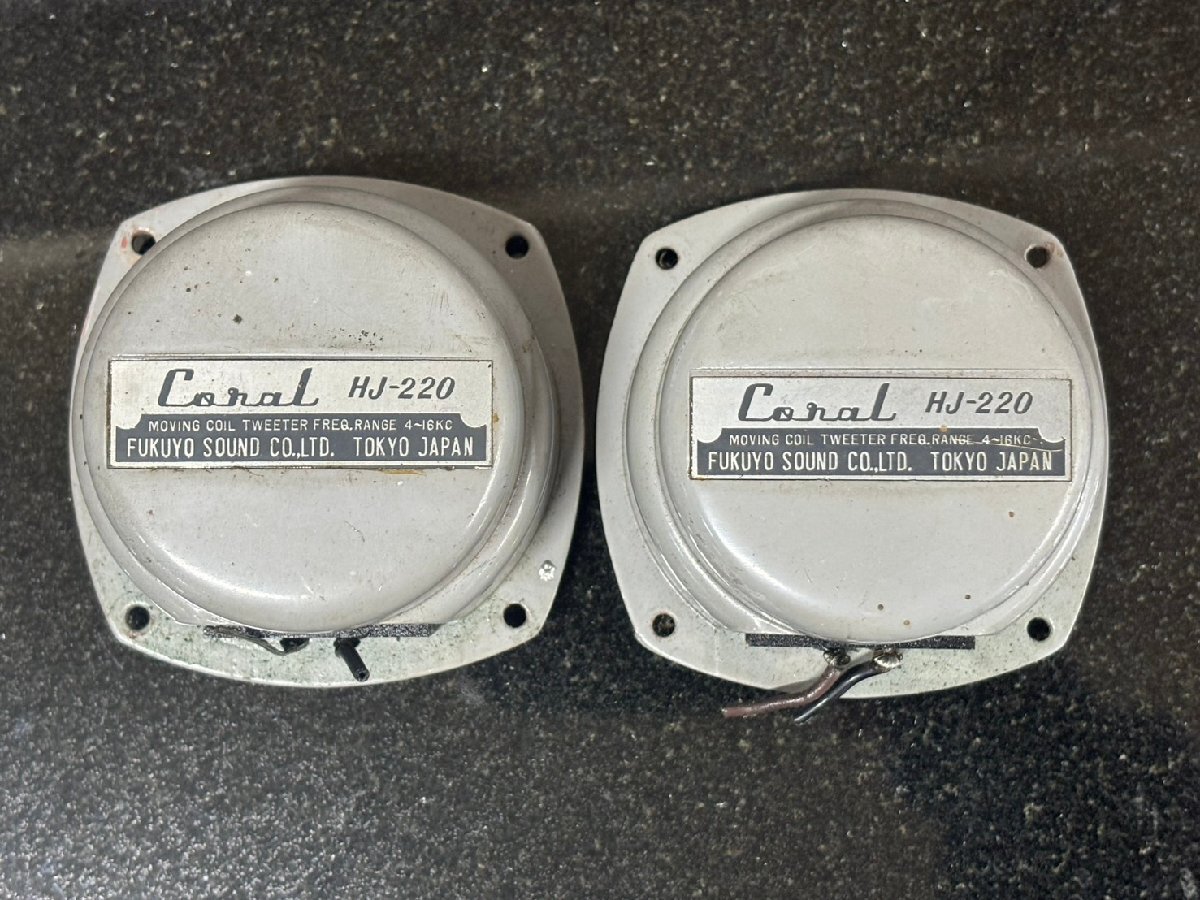 Coral HJ-220
MOVING COIL TWEETER FREQ.RANGE 4~16KC
FUKUYO SOUND CO.,LTD. TOKYO JAPAN
Coral HJ-220
MOVING COIL TWEETER FREQ.RANGE 4~16KC
FUKUYO SOUND CO.,LTD. TOKYO JAPAN